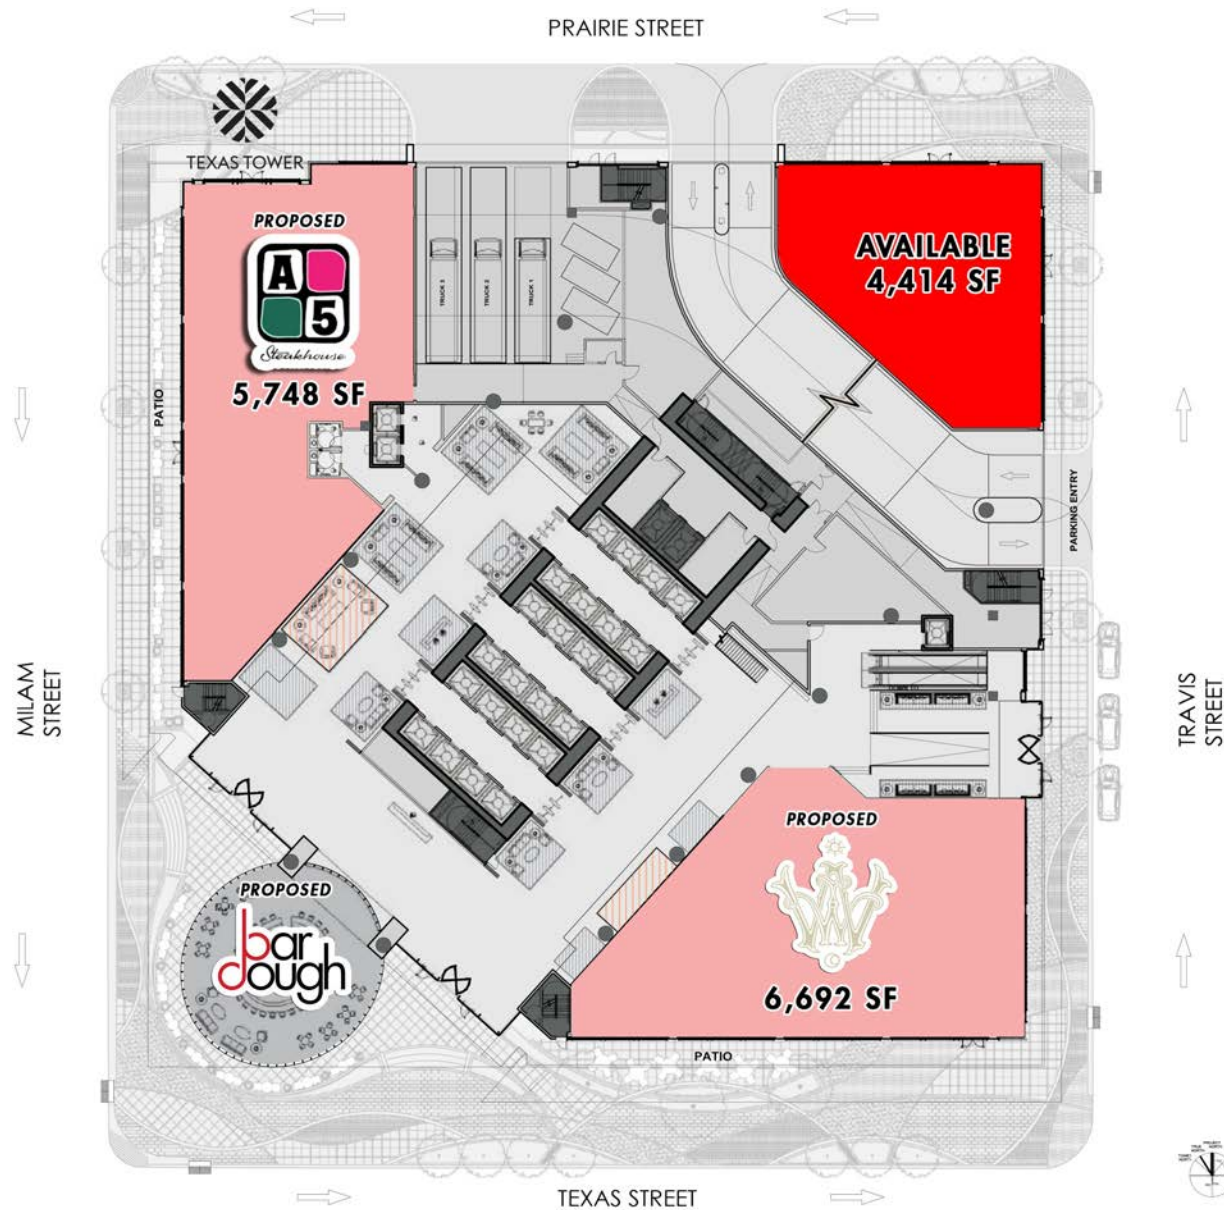 PRAIRIE STREET
TEXAS TOWER
PROPOSED
A
5
Steakhouse
5,748 SF
TRUCK 3
TRUCK 2
TRUCK 1
AVAILABLE
4,414 SF
PATIO
PARKING ENTRY
MILAM
STREET
TRAVIS
STREET
PROPOSED
bar
dough
PROPOSED
6,692 SF
PATIO
TEXAS STREET